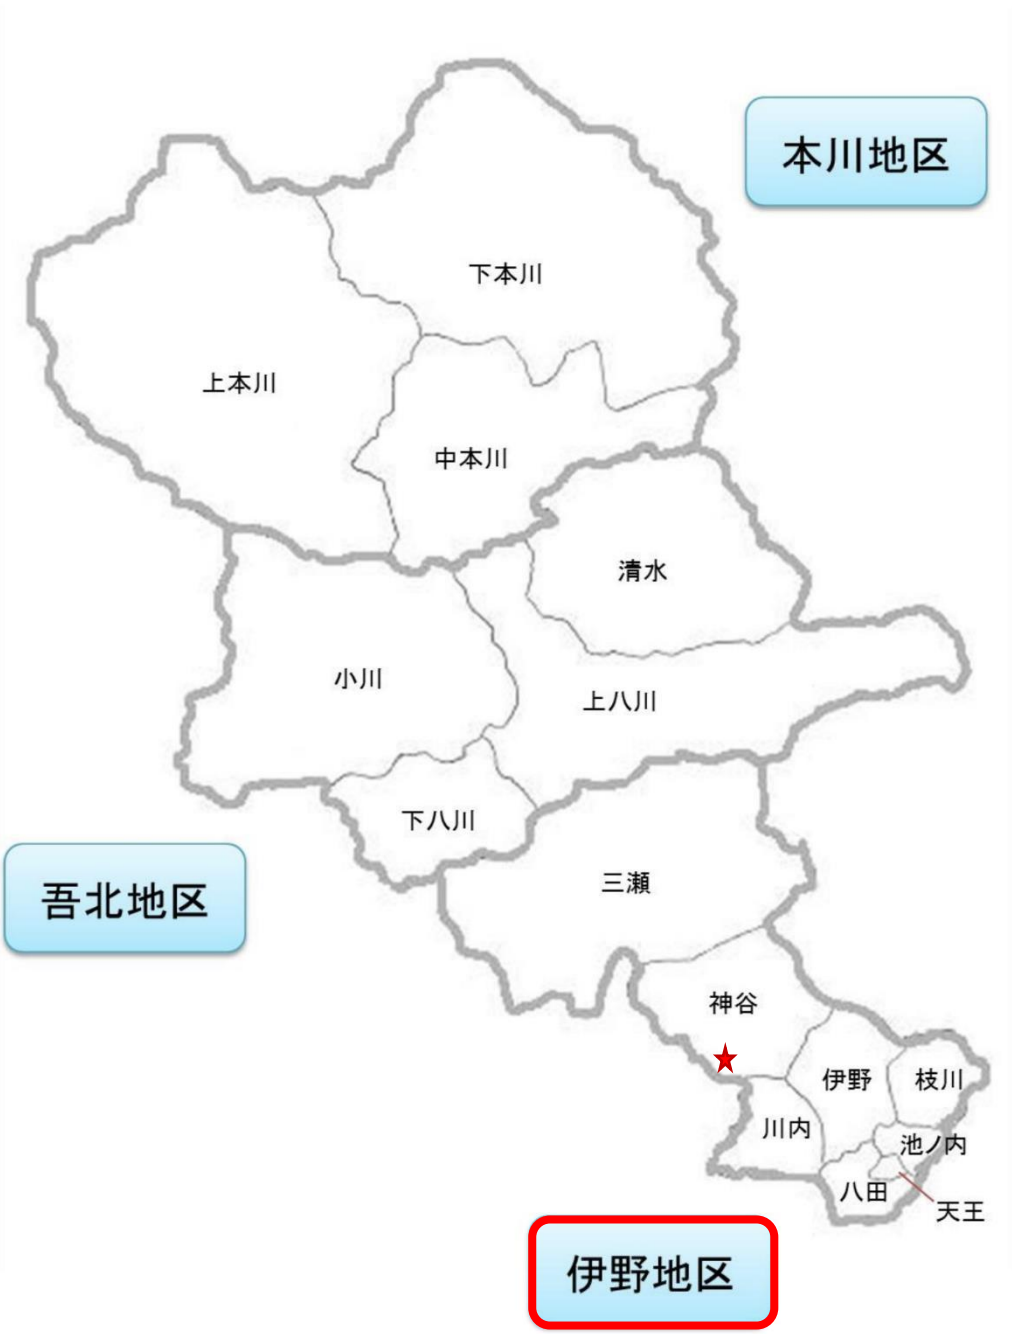 本川地区
下本川
上本川
中本川
清水
小川
上八川
下八川
吾北地区
三瀬
神谷
伊野
枝川
川内
池ノ内
八田
天王
伊野地区